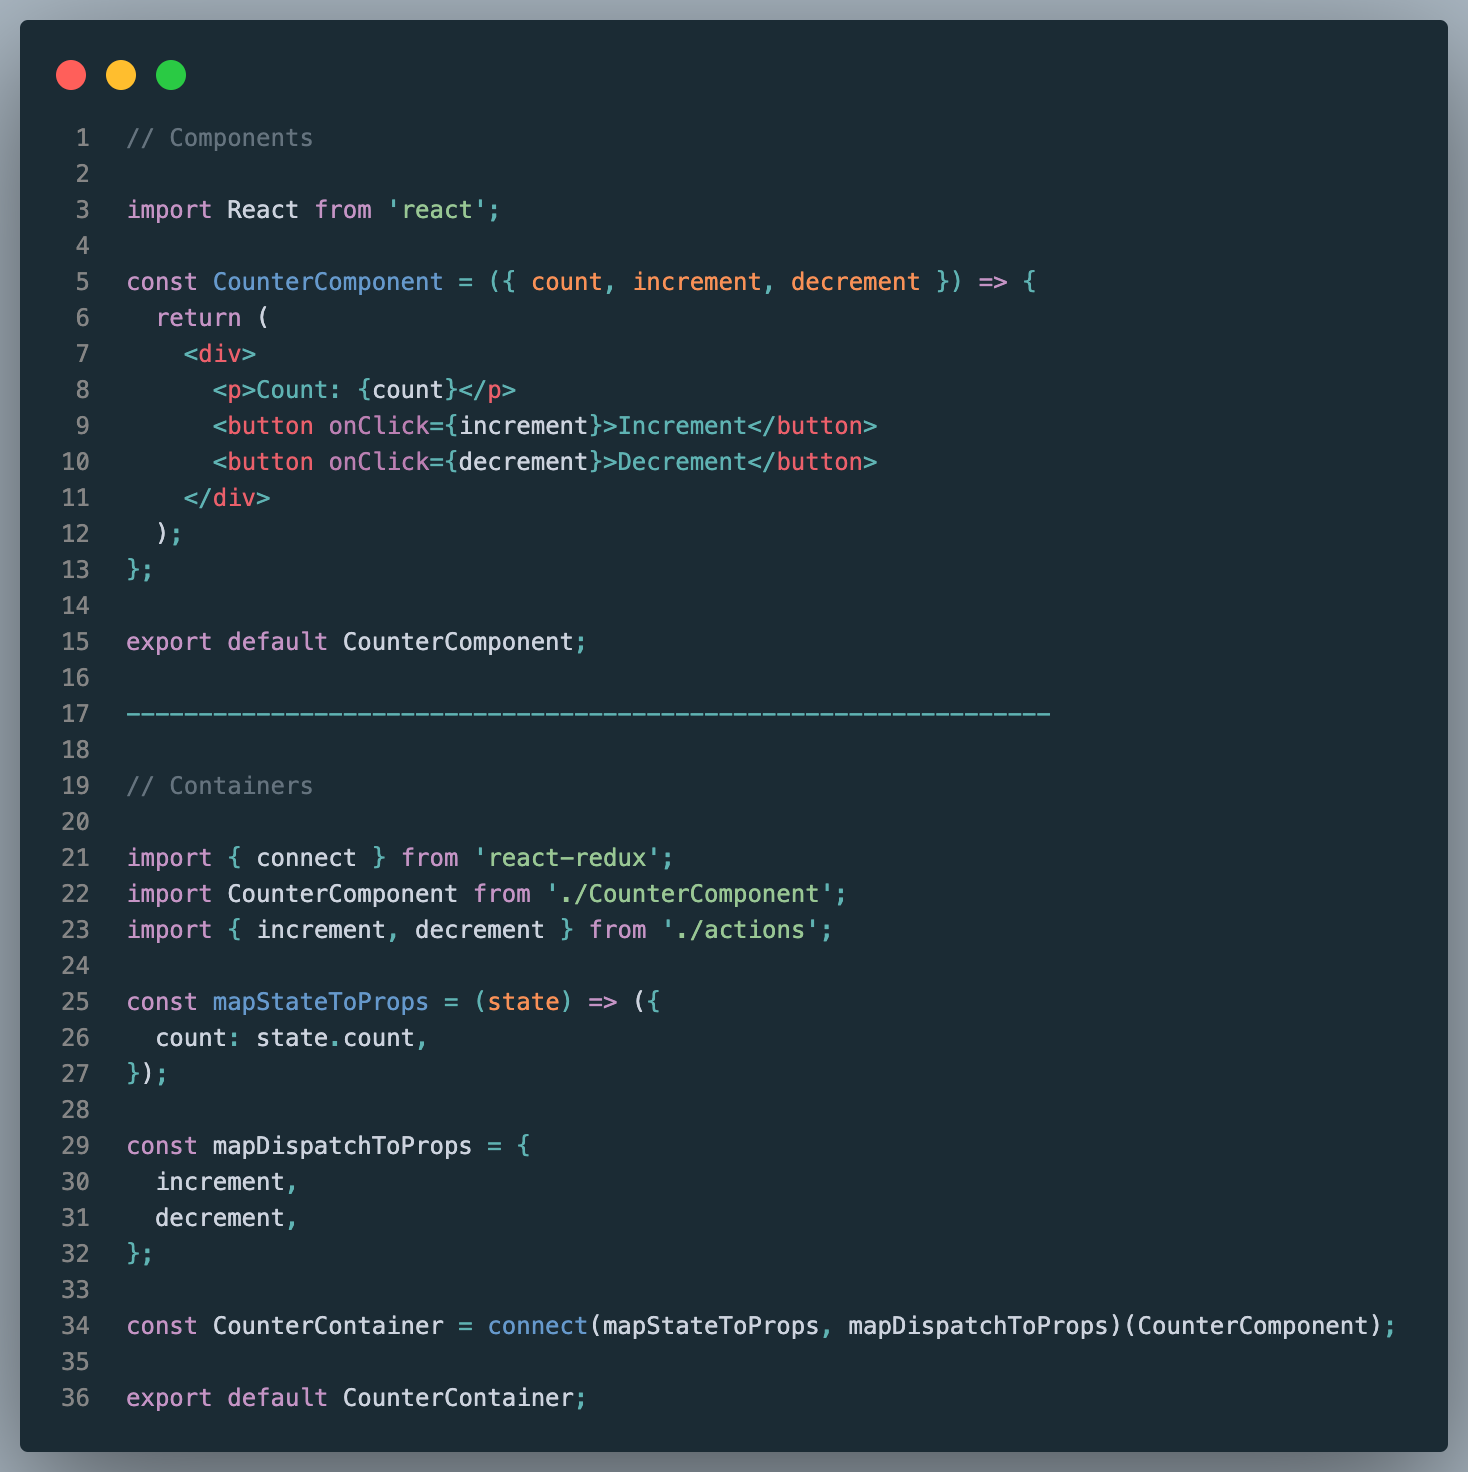 1 // Components
2
3 import React from 'react';
4
5 const CounterComponent = ({ count, increment, decrement }) => {
6   return (
7     <div>
8       <p>Count: {count}</p>
9       <button onClick={increment}>Increment</button>
10       <button onClick={decrement}>Decrement</button>
11     </div>
12   );
13 };
14
15 export default CounterComponent;
16
17 ----------------------------------------------------------------
18
19 // Containers
20
21 import { connect } from 'react-redux';
22 import CounterComponent from './CounterComponent';
23 import { increment, decrement } from './actions';
24
25 const mapStateToProps = (state) => ({
26   count: state.count,
27 });
28
29 const mapDispatchToProps = {
30   increment,
31   decrement,
32 };
33
34 const CounterContainer = connect(mapStateToProps, mapDispatchToProps)(CounterComponent);
35
36 export default CounterContainer;